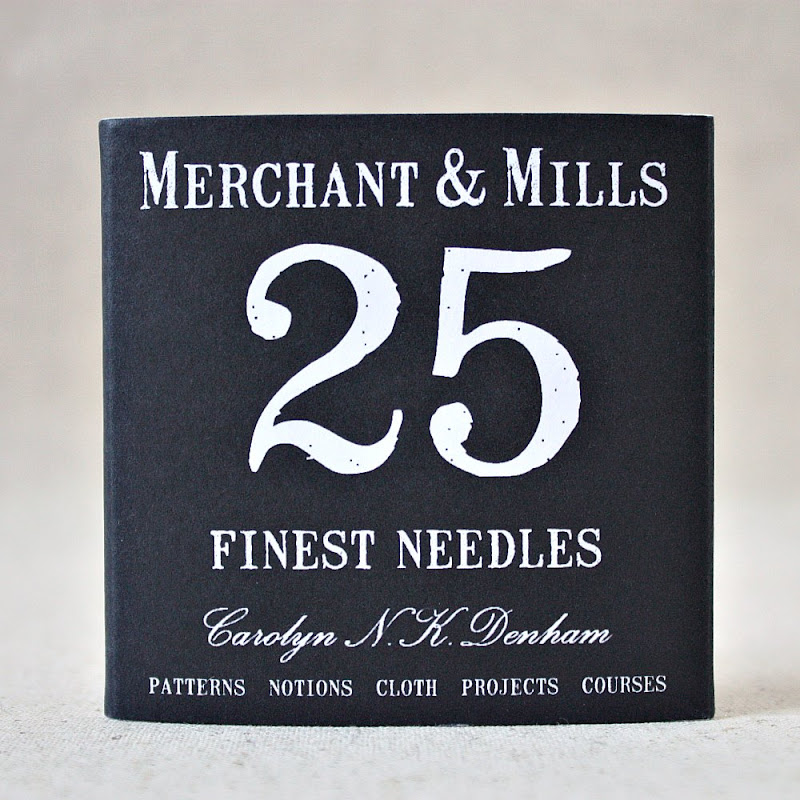 MERCHANT & MILLS
25
FINEST NEEDLES
Carolyn N.K. Denham
PATTERNS NOTIONS CLOTH PROJECTS COURSES